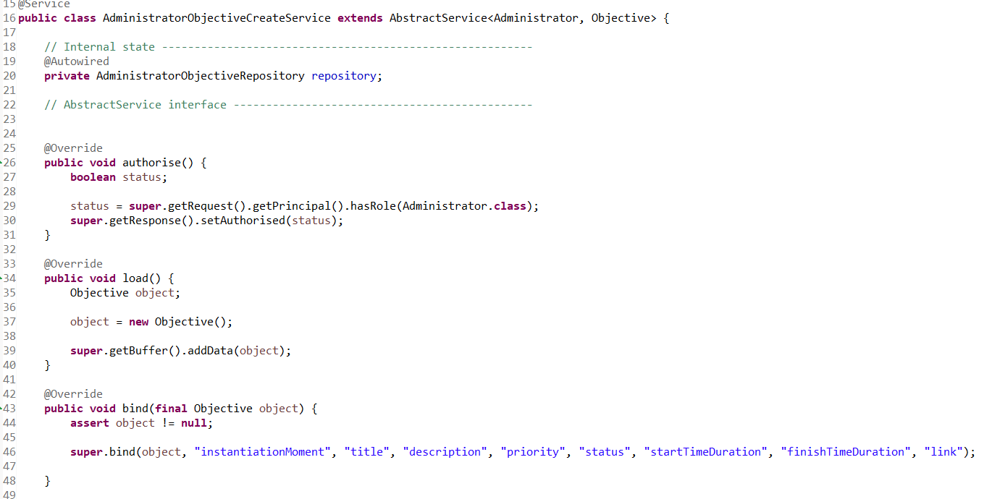 15 @Service
16 public class AdministratorObjectiveCreateService extends AbstractService<Administrator, Objective> {
17
18     // Internal state ---------------------------------------------------------
19     @Autowired
20     private AdministratorObjectiveRepository repository;
21
22     // AbstractService interface ----------------------------------------------
23
24
25     @Override
26     public void authorise() {
27         boolean status;
28
29         status = super.getRequest().getPrincipal().hasRole(Administrator.class);
30         super.getResponse().setAuthorised(status);
31     }
32
33     @Override
34     public void load() {
35         Objective object;
36
37         object = new Objective();
38
39         super.getBuffer().addData(object);
40     }
41
42     @Override
43     public void bind(final Objective object) {
44         assert object != null;
45
46         super.bind(object, "instantiationMoment", "title", "description", "priority", "status", "startTimeDuration", "finishTimeDuration", "link");
47
48     }
49